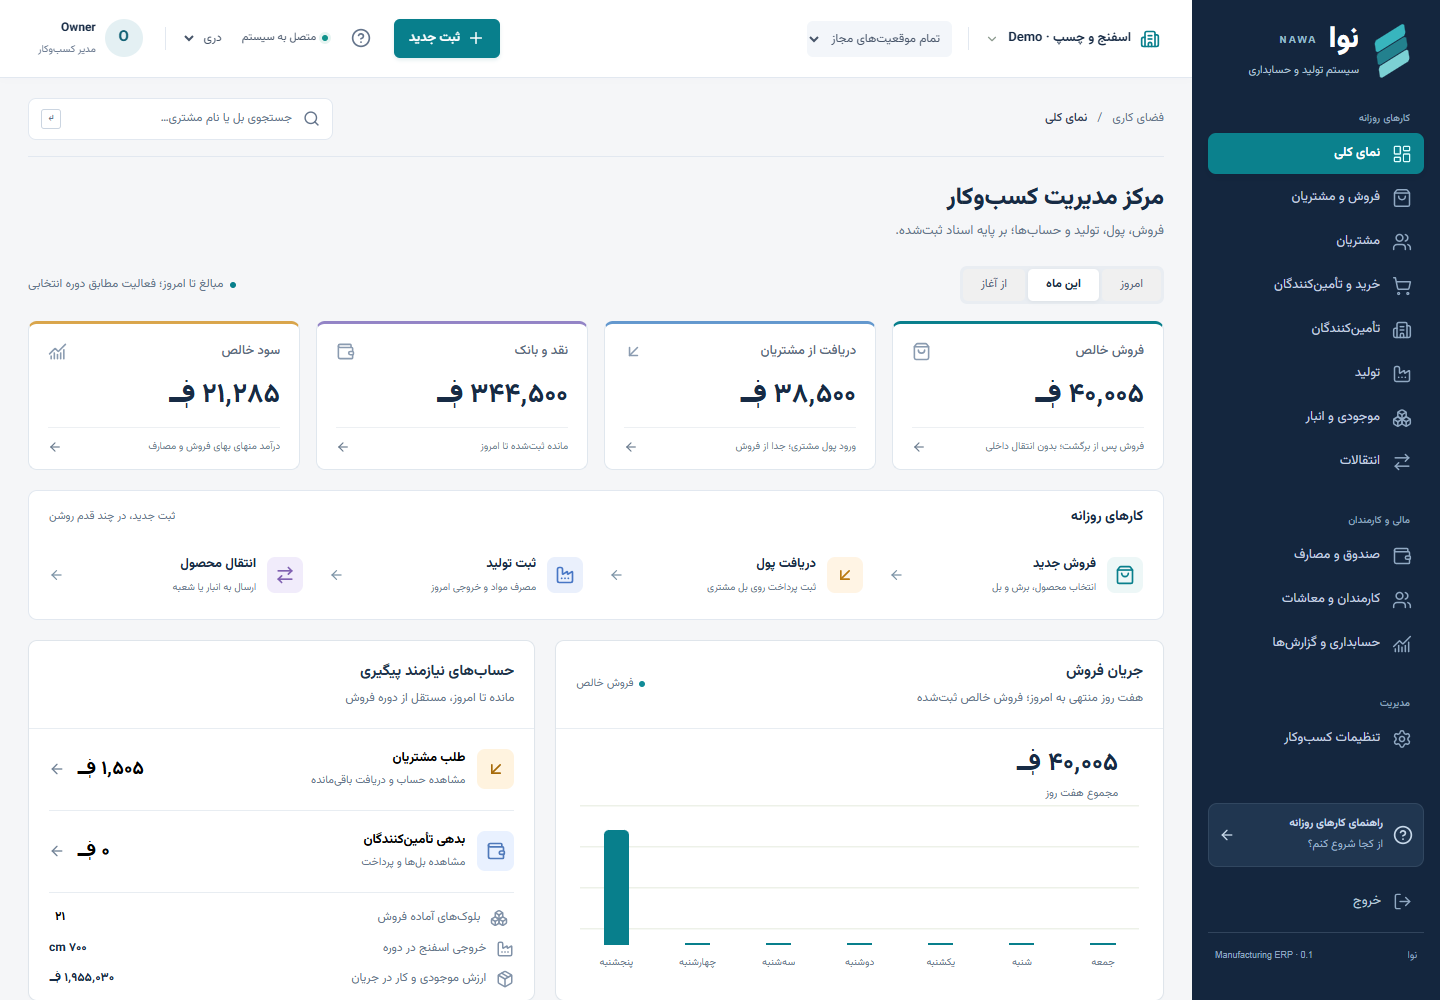 نوا NAWA
سیستم تولید و حسابداری
کارهای روزانه
نمای کلی
فروش و مشتریان
مشتریان
خرید و تأمین‌کنندگان
تأمین‌کنندگان
تولید
موجودی و انبار
انتقالات
مالی و کارمندان
صندوق و مصارف
کارمندان و معاشات
حسابداری و گزارش‌ها
مدیریت
تنظیمات کسب‌وکار
راهنمای کارهای روزانه
از کجا شروع کنم؟
خروج
نوا
Manufacturing ERP · 0.1
اسفنج و چسپ · Demo
تمام موقعیت‌های مجاز
ثبت جدید
متصل به سیستم
دری
Owner
مدیر کسب‌وکار
O
فضای کاری / نمای کلی
جستجوی بل یا نام مشتری...
مرکز مدیریت کسب‌وکار
فروش، پول، تولید و حساب‌ها؛ بر پایه اسناد ثبت‌شده.
امروز
این ماه
از آغاز
مبالغ تا امروز؛ فعالیت مطابق دوره انتخابی
فروش خالص
۴۰,۰۰۵ ؋
فروش پس از برگشت؛ بدون انتقال داخلی
دریافت از مشتریان
۳۸,۵۰۰ ؋
ورود پول مشتری؛ جدا از فروش
نقد و بانک
۳۴۴,۵۰۰ ؋
مانده ثبت‌شده تا امروز
سود خالص
۲۱,۲۸۵ ؋
درآمد منهای بهای فروش و مصارف
کارهای روزانه
ثبت جدید، در چند قدم روشن
فروش جدید
انتخاب محصول، برش و بل
دریافت پول
ثبت پرداخت روی بل مشتری
ثبت تولید
مصرف مواد و خروجی امروز
انتقال محصول
ارسال به انبار یا شعبه
جریان فروش
هفت روز منتهی به امروز؛ فروش خالص ثبت‌شده
فروش خالص
۴۰,۰۰۵ ؋
مجموع هفت روز
جمعه
شنبه
یکشنبه
دوشنبه
سه‌شنبه
چهارشنبه
پنجشنبه
حساب‌های نیازمند پیگیری
مانده تا امروز، مستقل از دوره فروش
طلب مشتریان
مشاهده حساب و دریافت باقی‌مانده
۱,۵۰۵ ؋
بدهی تأمین‌کنندگان
مشاهده بل‌ها و پرداخت
۰ ؋
بلوک‌های آماده فروش
۲۱
خروجی اسفنج در دوره
۷۰۰ cm
ارزش موجودی و کار در جریان
۱,۹۵۵,۰۳۰ ؋